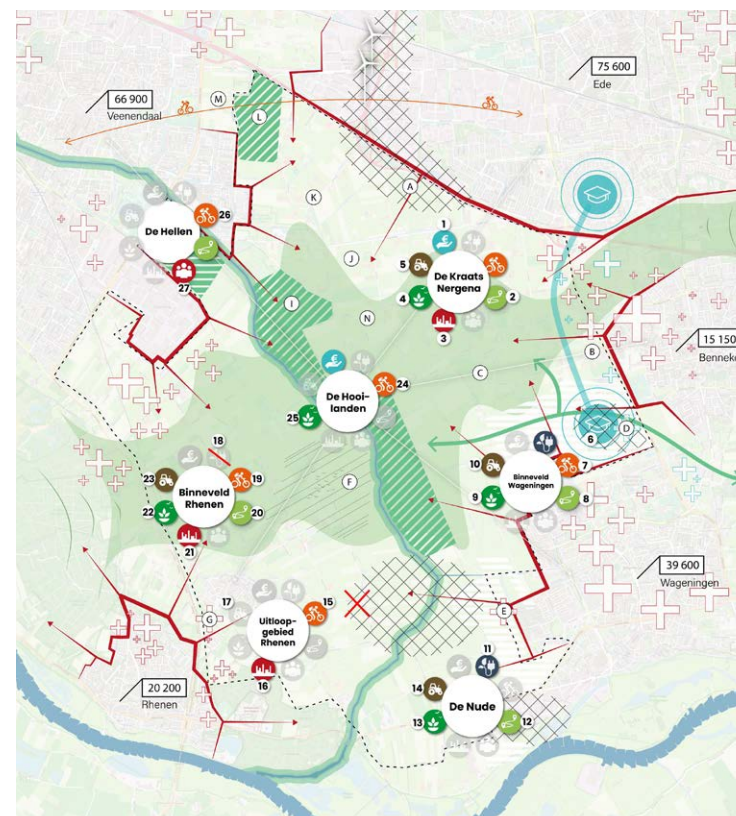 75 600
Ede
66 900
Veenendaal
M
L
A
K
1
26
De Hellen
J
5
De Kraats
Nergena
4
2
27
3
I
N
B
15 150
Benneke
C
24
De Hooi-
landen
25
6
D
18
10
7
23
19
Binneveld
Rhenen
Binneveld
Wageningen
F
22
20
9
8
21
39 600
Wageningen
17
15
G
Uitloop-
gebied
Rhenen
E
16
11
20 200
Rhenen
14
De Nude
13
12